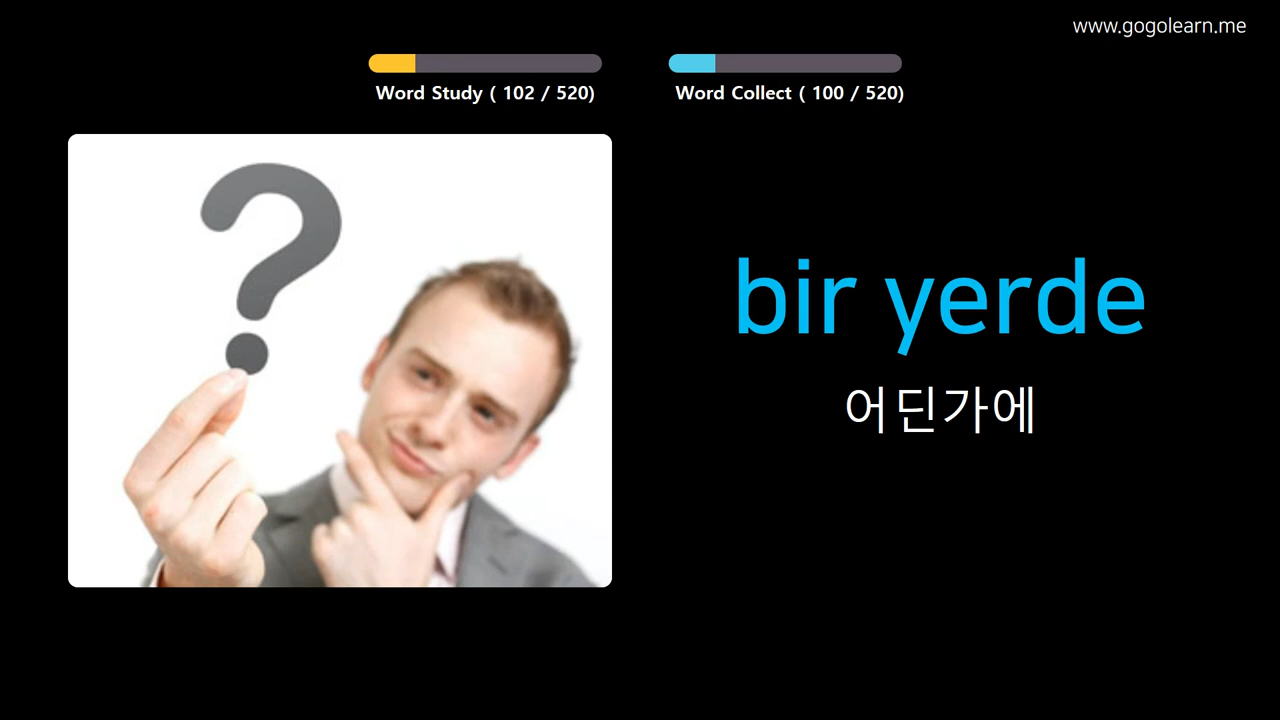 www.gogolearn.me
Word Study ( 102 / 520)
Word Collect ( 100 / 520)
?
bir yerde
어딘가에